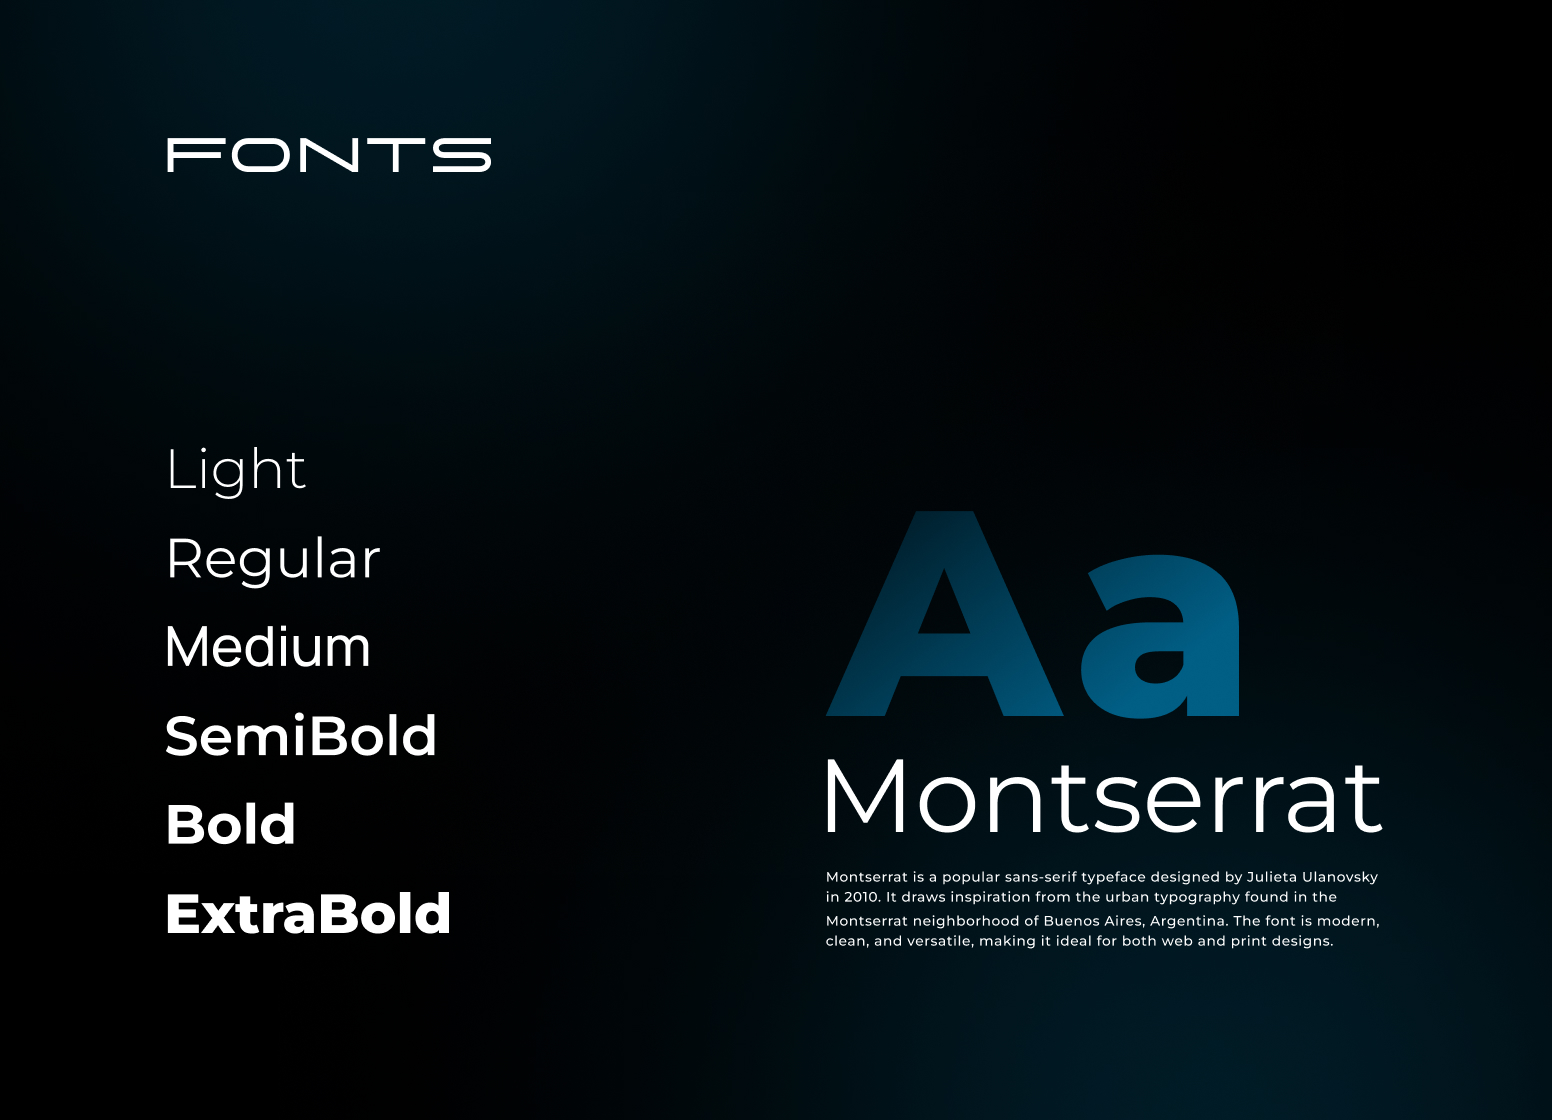 FONTS
Light
Regular
Medium
SemiBold
Bold
ExtraBold
Aa
Montserrat
Montserrat is a popular sans-serif typeface designed by Julieta Ulanovsky
in 2010. It draws inspiration from the urban typography found in the
Montserrat neighborhood of Buenos Aires, Argentina. The font is modern,
clean, and versatile, making it ideal for both web and print designs.